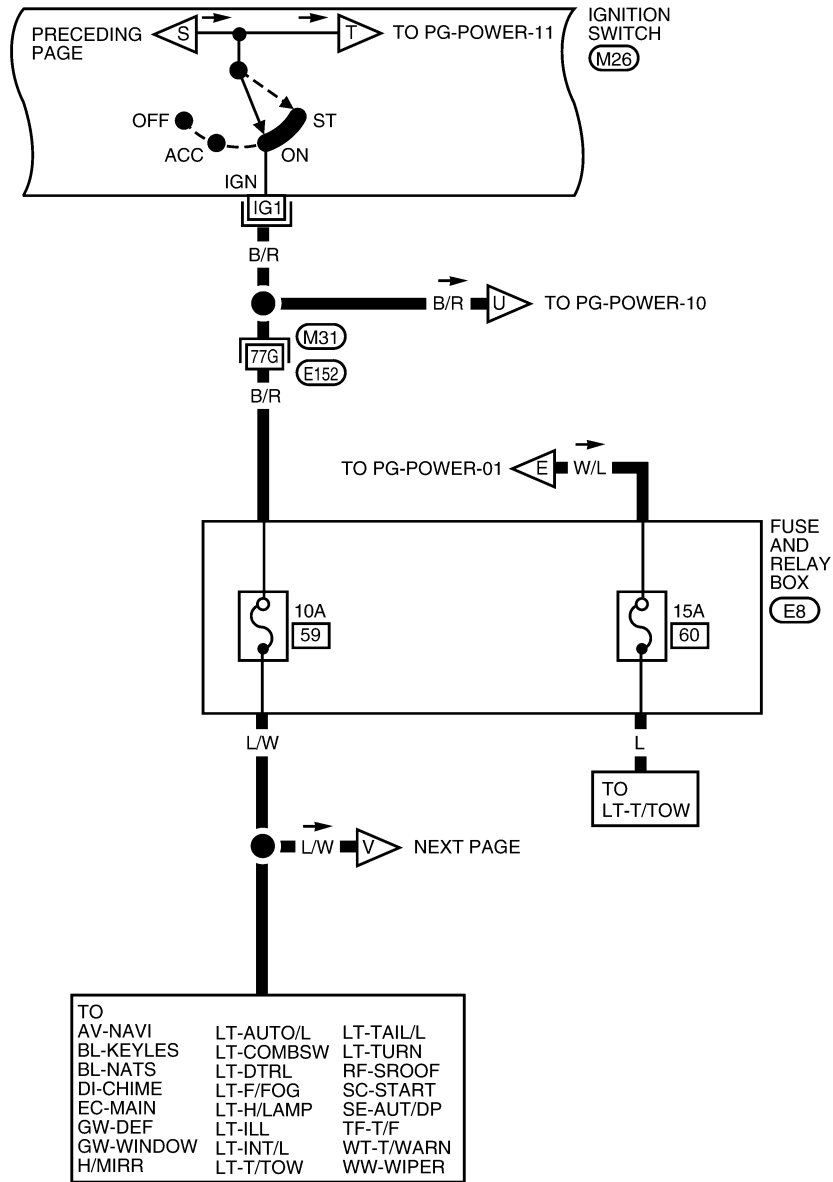 IGNITION
SWITCH
M26
PRECEDING
PAGE
S
T
TO PG-POWER-11
OFF
ACC
ST
ON
IGN
IG1
B/R
B/R
U
TO PG-POWER-10
M31
77G
E152
B/R
TO PG-POWER-01
E
W/L
FUSE
AND
RELAY
BOX
E8
10A
59
15A
60
L/W
L
TO
LT-T/TOW
L/W
V
NEXT PAGE
TO
AV-NAVI
BL-KEYLES
BL-NATS
DI-CHIME
EC-MAIN
GW-DEF
GW-WINDOW
H/MIRR
LT-AUTO/L
LT-COMBSW
LT-DTRL
LT-F/FOG
LT-H/LAMP
LT-ILL
LT-INT/L
LT-T/TOW
LT-TAIL/L
LT-TURN
RF-SROOF
SC-START
SE-AUT/DP
TF-T/F
WT-T/WARN
WW-WIPER